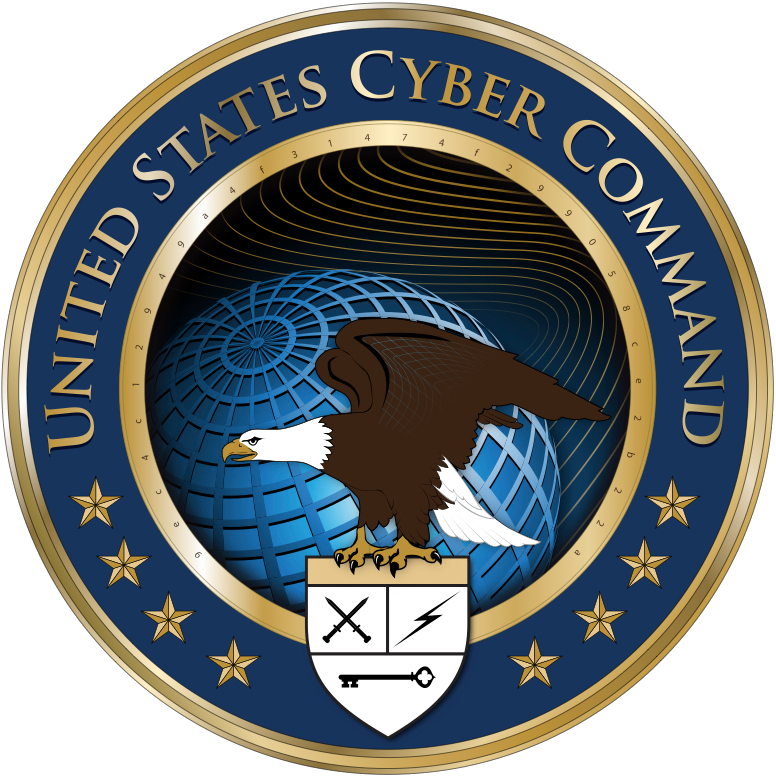 UNITED STATES CYBER COMMAND
9ec4c12949a4f31474f299058ce2b22a